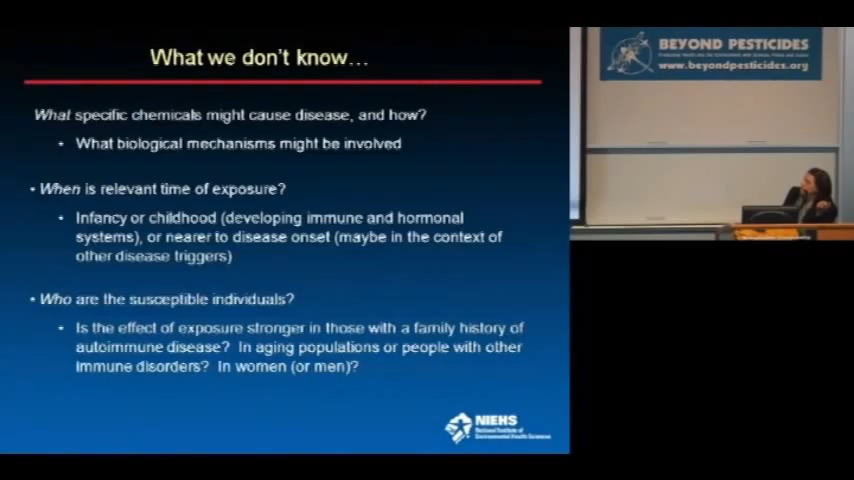 What we don't know...
What specific chemicals might cause disease, and how?
• What biological mechanisms might be involved
• When is relevant time of exposure?
• Infancy or childhood (developing immune and hormonal
systems), or nearer to disease onset (maybe in the context of
other disease triggers)
• Who are the susceptible individuals?
• Is the effect of exposure stronger in those with a family history of
autoimmune disease? In aging populations or people with other
immune disorders? In women (or men)?
NIEHS
National Institute of
Environmental Health Sciences
BEYOND PESTICIDES
www.beyondpesticides.org